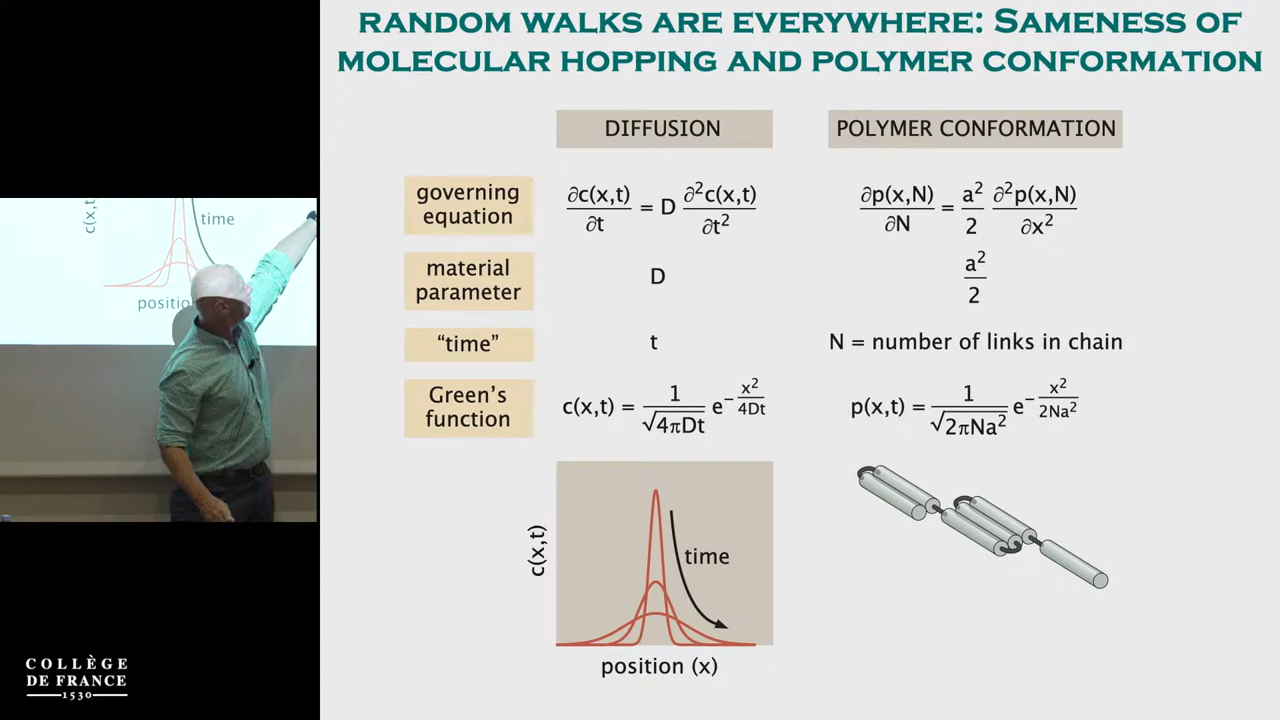 RANDOM WALKS ARE EVERYWHERE: SAMENESS OF
MOLECULAR HOPPING AND POLYMER CONFORMATION
DIFFUSION
POLYMER CONFORMATION
governing
equation
∂c(x,t)/∂t = D ∂²c(x,t)/∂t²
∂p(x,N)/∂N = a²/2 ∂²p(x,N)/∂x²
material
parameter
D
a²/2
“time”
t
N = number of links in chain
Green’s
function
c(x,t) = 1/√4πDt e^−x²/4Dt
p(x,t) = 1/√2πNa² e^−x²/2Na²
c(x,t)
time
position (x)
c(x,t
time
positio
COLLÈGE
DE FRANCE
1530